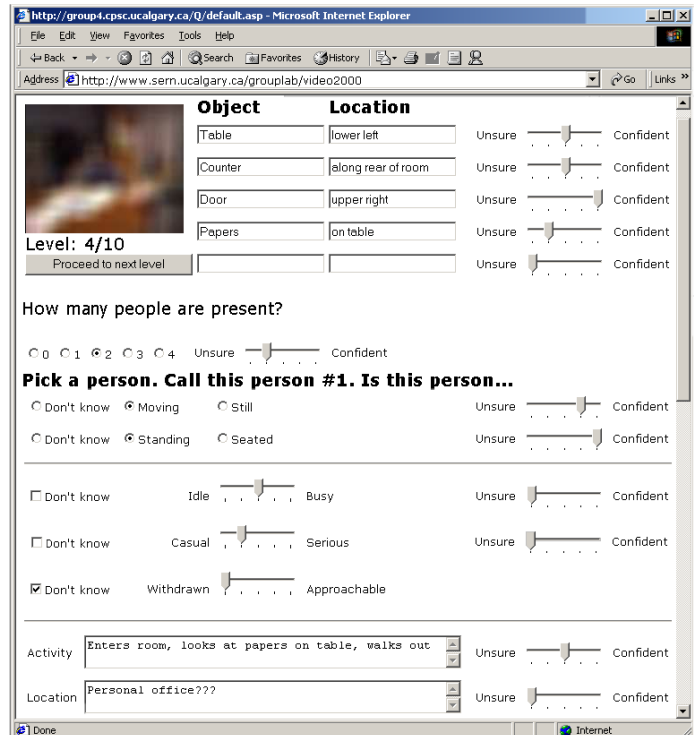 http://group4.cpsc.ucalgary.ca/Q/default.asp - Microsoft Internet Explorer
File Edit View Favorites Tools Help
Back Search Favorites History
Address http://www.sern.ucalgary.ca/grouplab/video2000 Go Links »
Object Location
Table lower left Unsure Confident
Counter along rear of room Unsure Confident
Door upper right Unsure Confident
Papers on table Unsure Confident
Level: 4/10
Proceed to next level Unsure Confident
How many people are present?
0 1 2 3 4 Unsure Confident
Pick a person. Call this person #1. Is this person...
Don't know Moving Still Unsure Confident
Don't know Standing Seated Unsure Confident
Don't know Idle Busy Unsure Confident
Don't know Casual Serious Unsure Confident
Don't know Withdrawn Approachable
Activity Enters room, looks at papers on table, walks out Unsure Confident
Location Personal office??? Unsure Confident
Done Internet